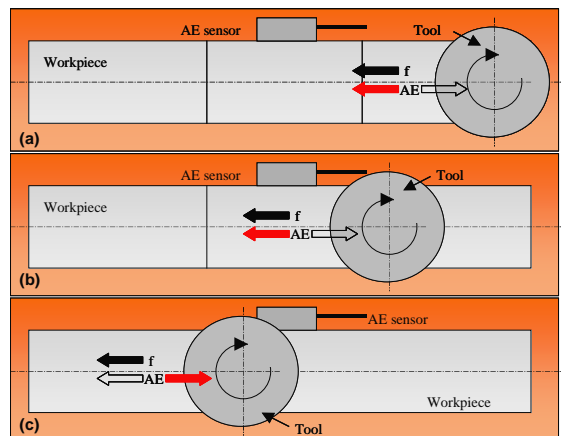 AE sensor
Tool
Workpiece
f
AE
(a)
AE sensor
Tool
Workpiece
f
AE
(b)
AE sensor
f
AE
Workpiece
Tool
(c)